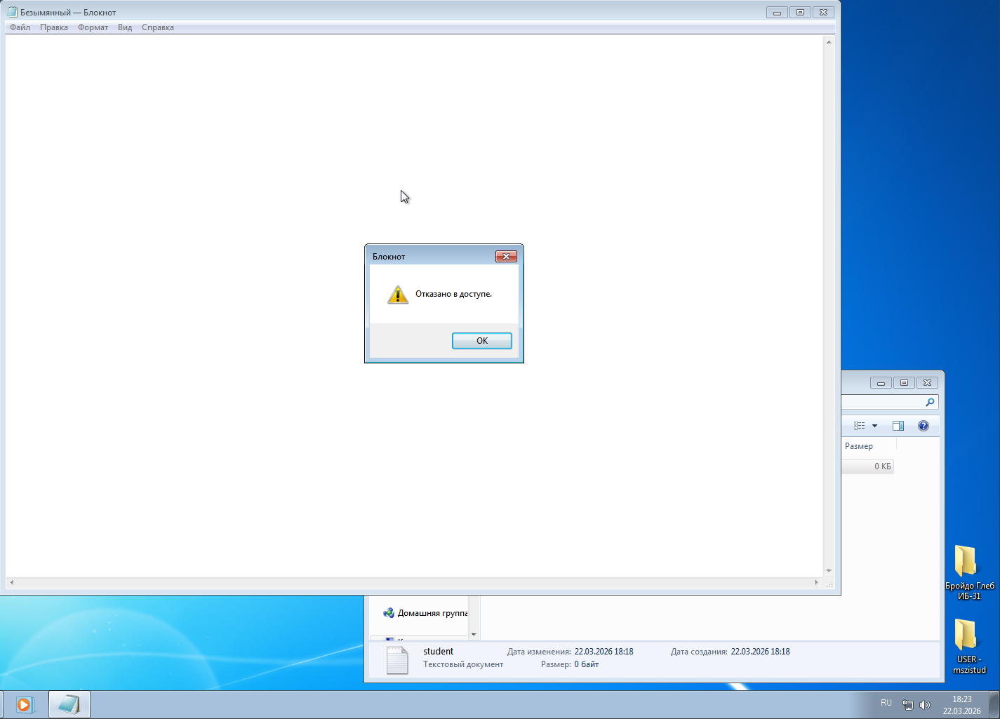 Безымянный — Блокнот
Файл Правка Формат Вид Справка
Блокнот
Отказано в доступе.
ОК
Размер
0 КБ
Домашняя группа
student Дата изменения: 22.03.2026 18:18 Дата создания: 22.03.2026 18:18
Текстовый документ Размер: 0 байт
Бройдо Глеб
ИБ-31
USER -
mszistud
RU
18:23
22.03.2026